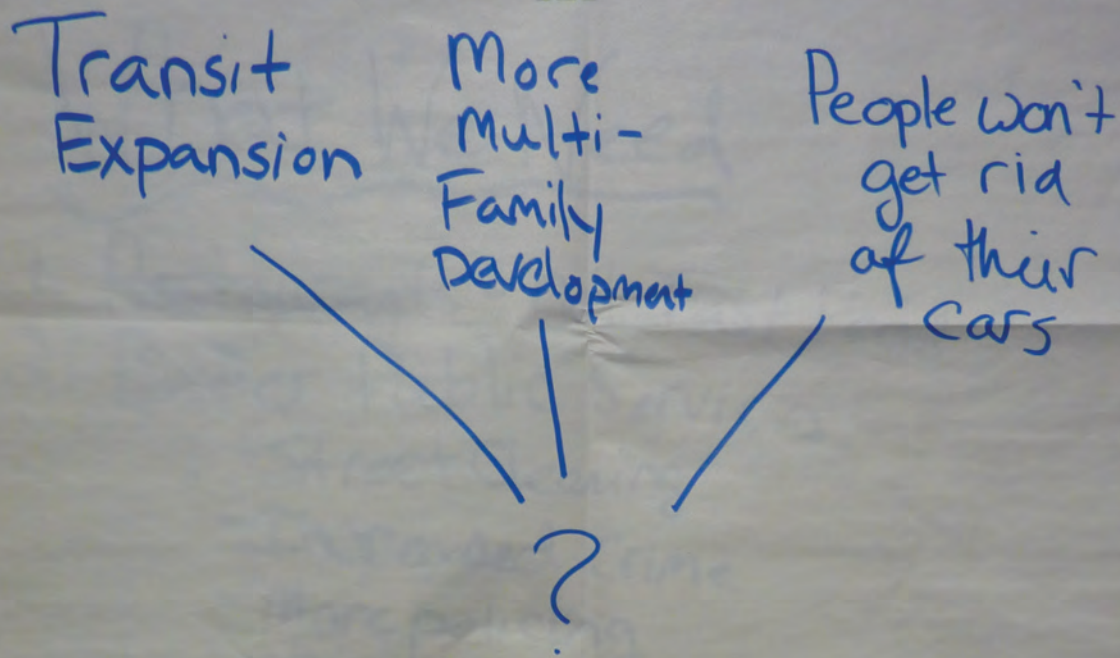 Transit
Expansion
More
Multi-
Family
Development
People won't
get rid
of their
cars
?